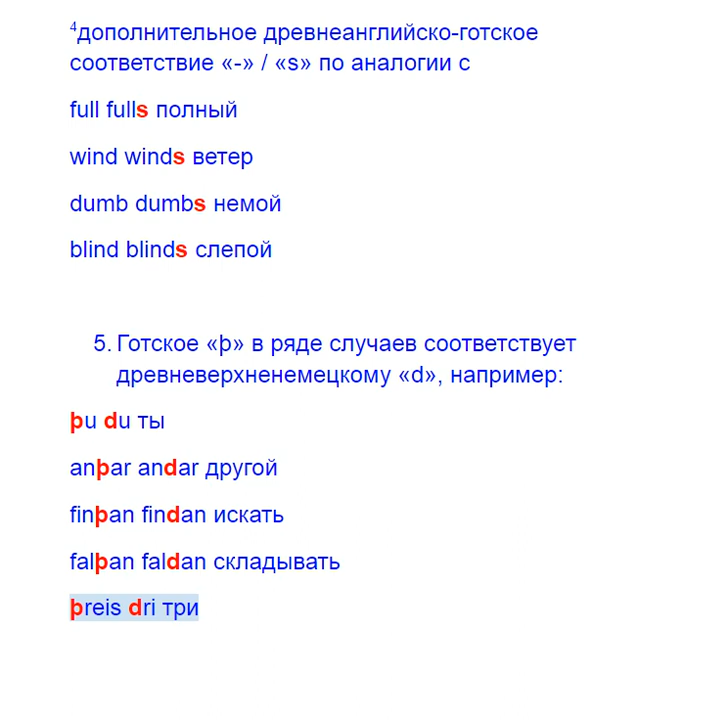 ⁴дополнительное древнеанглийско-готское
соответствие «-» / «s» по аналогии с
full fulls полный
wind winds ветер
dumb dumbs немой
blind blinds слепой
5. Готское «þ» в ряде случаев соответствует
древневерхненемецкому «d», например:
þu du ты
anþar andar другой
finþan findan искать
falþan faldan складывать
þreis dri три